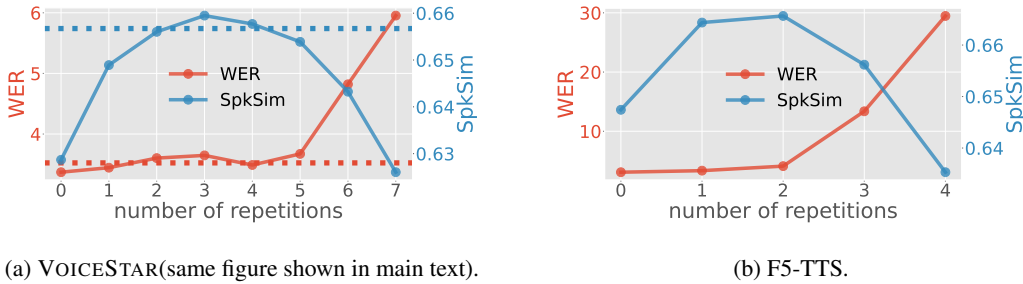 6
5
4
WER
WER
SpkSim
0.66
0.65
0.64
0.63
SpkSim
0 1 2 3 4 5 6 7
number of repetitions
(a) VOICESTAR(same figure shown in main text).
30
20
10
WER
WER
SpkSim
0.66
0.65
0.64
SpkSim
0 1 2 3 4
number of repetitions
(b) F5-TTS.